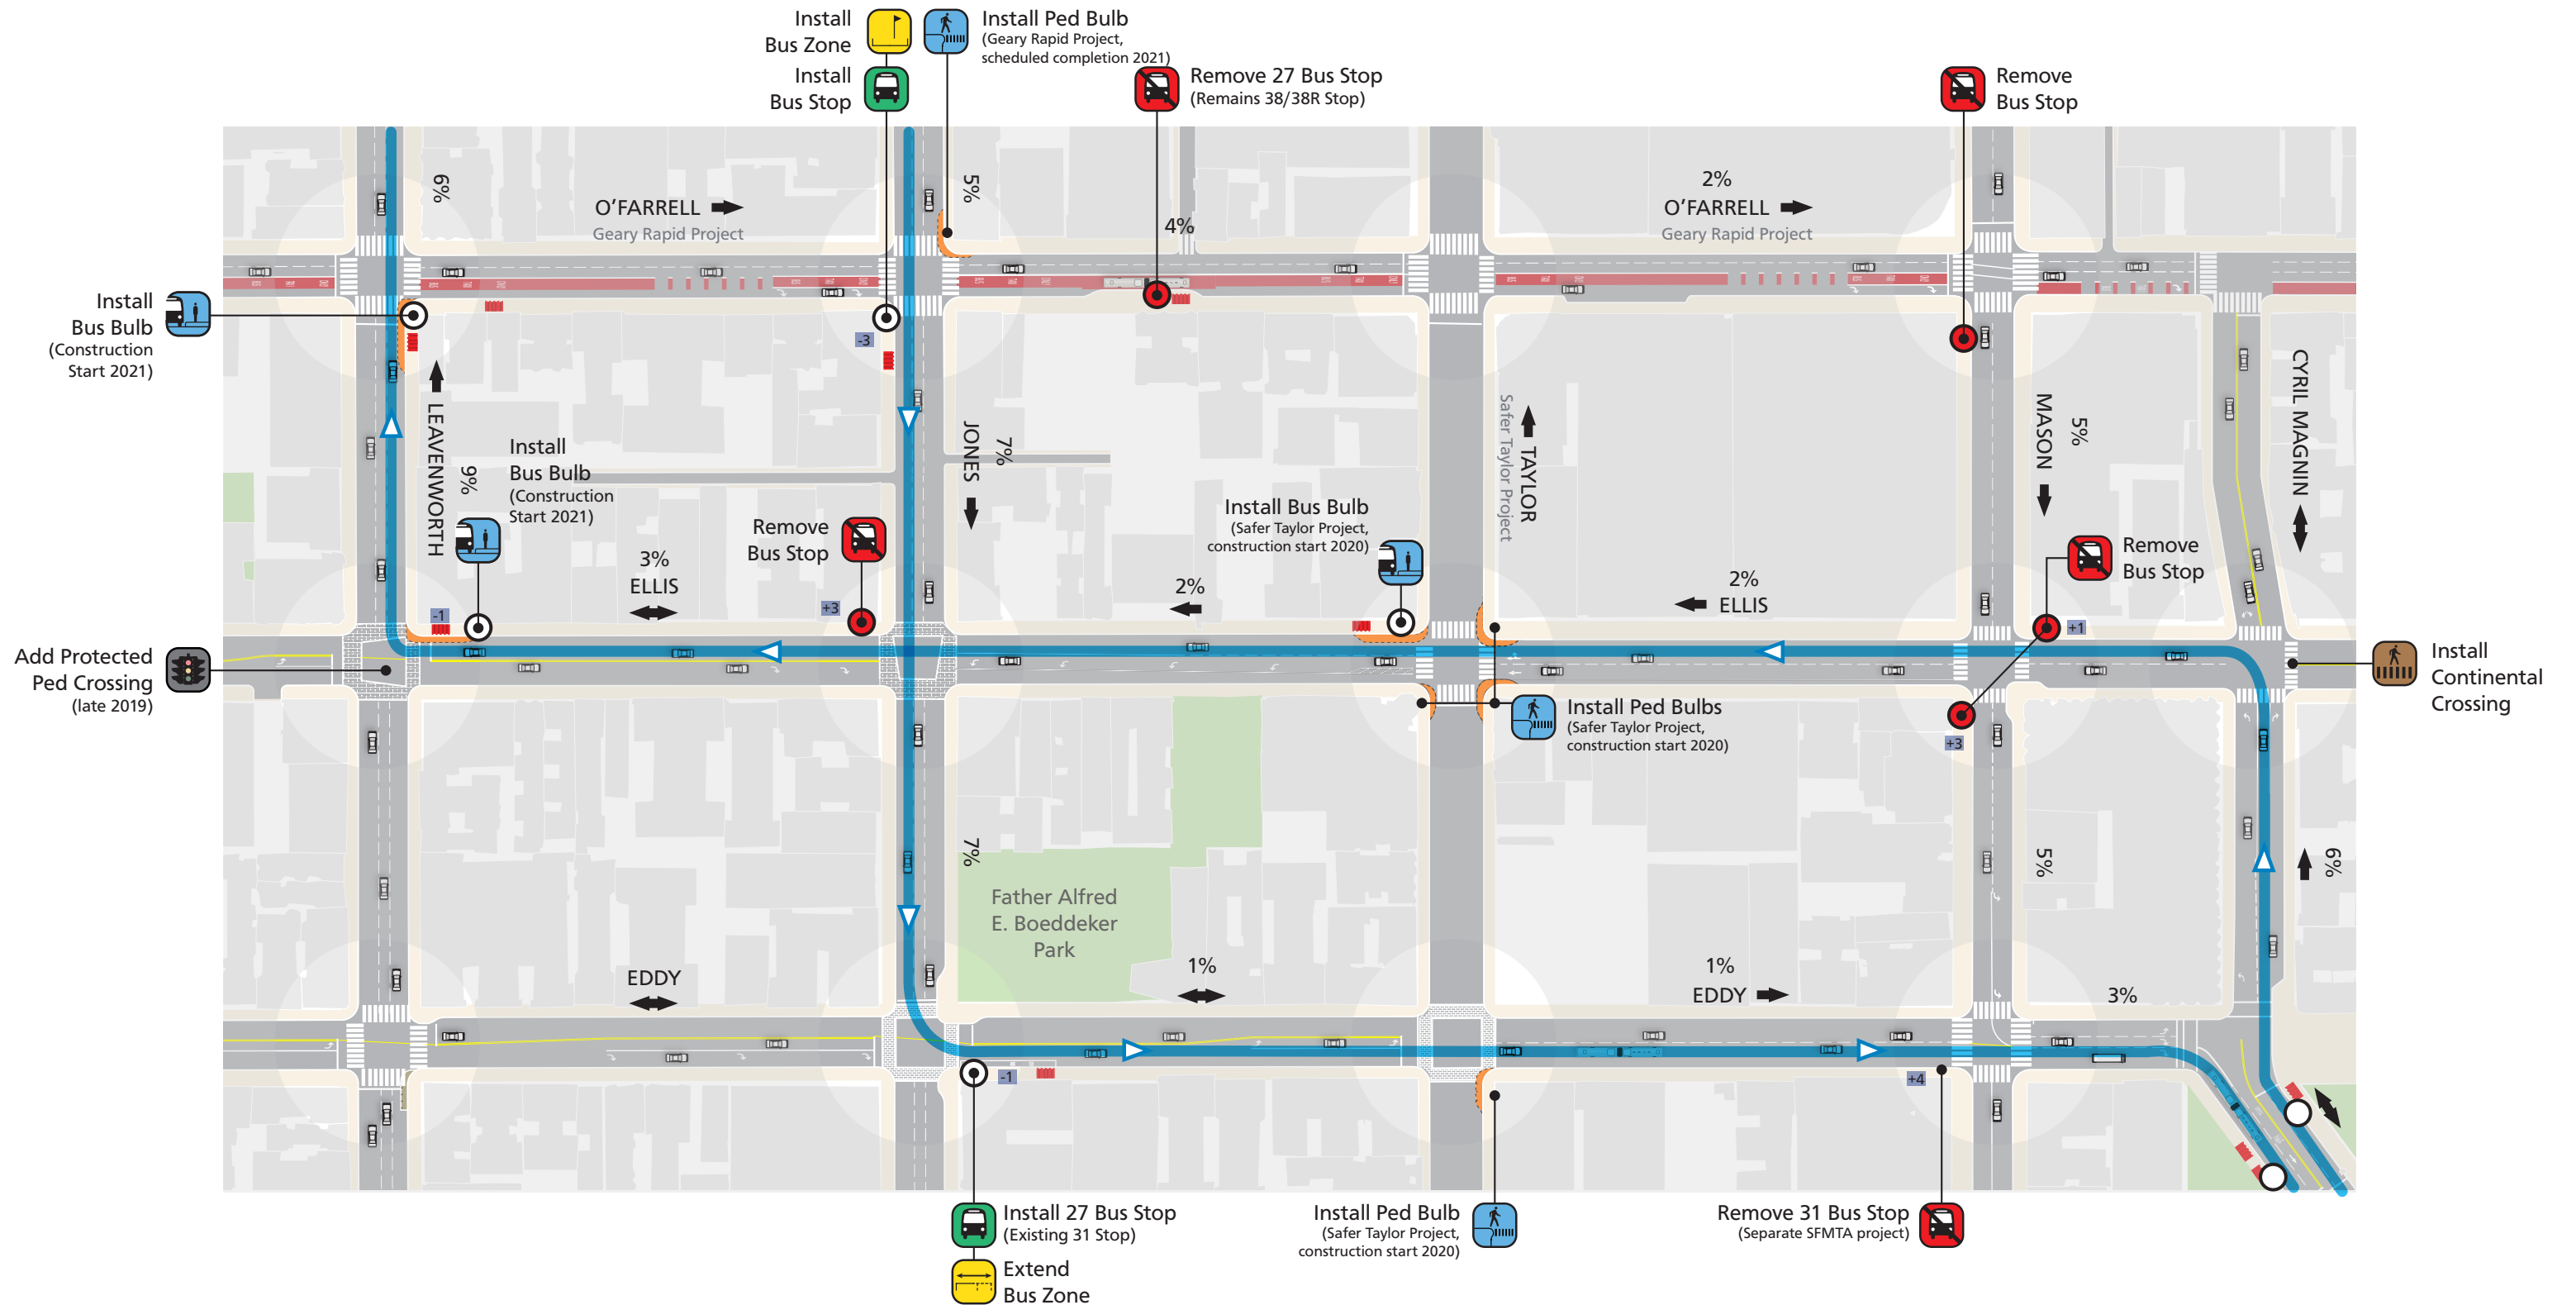 Install
Bus Zone
Install Ped Bulb
(Geary Rapid Project,
scheduled completion 2021)
Install
Bus Stop
Remove 27 Bus Stop
(Remains 38/38R Stop)
Remove
Bus Stop
6%
5%
2%
O'FARRELL
Geary Rapid Project
4%
O'FARRELL
Geary Rapid Project
Install
Bus Bulb
(Construction
Start 2021)
-3
LEAVENWORTH
9%
JONES
7%
TAYLOR
Safer Taylor Project
MASON
5%
CYRIL MAGNIN
Install
Bus Bulb
(Construction
Start 2021)
Remove
Bus Stop
Install Bus Bulb
(Safer Taylor Project,
construction start 2020)
Remove
Bus Stop
3%
ELLIS
2%
2%
ELLIS
-1
+3
+1
Add Protected
Ped Crossing
(late 2019)
Install
Continental
Crossing
Install Ped Bulbs
(Safer Taylor Project,
construction start 2020)
+3
7%
5%
6%
Father Alfred
E. Boeddeker
Park
EDDY
1%
1%
EDDY
3%
-1
+4
Install 27 Bus Stop
(Existing 31 Stop)
Extend
Bus Zone
Install Ped Bulb
(Safer Taylor Project,
construction start 2020)
Remove 31 Bus Stop
(Separate SFMTA project)